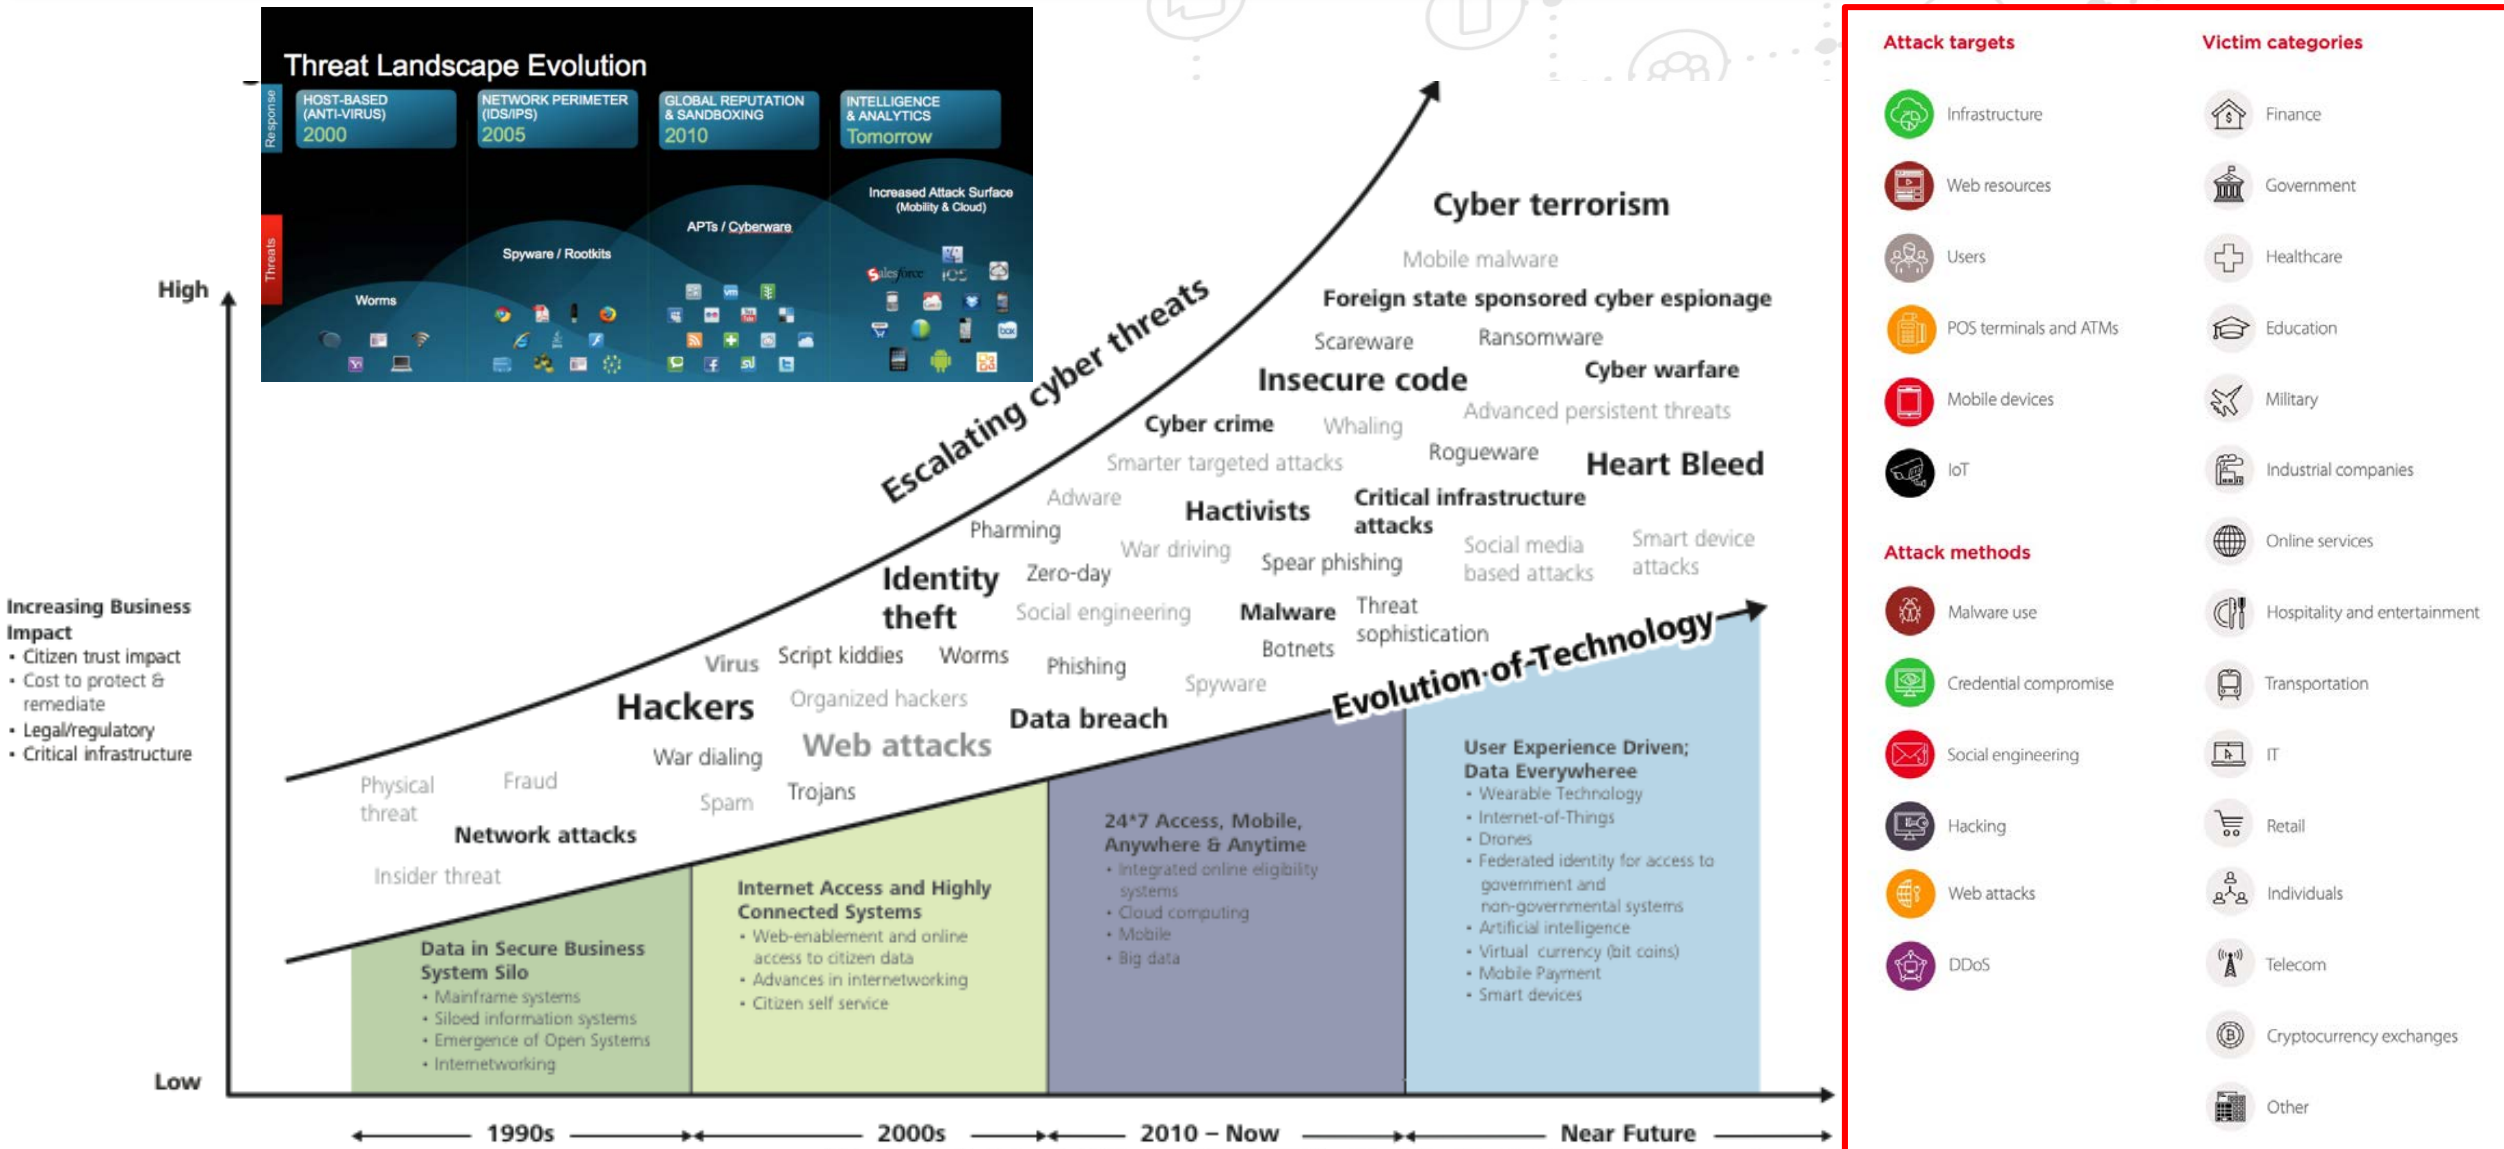 Threat Landscape Evolution
Response
HOST-BASED
(ANTI-VIRUS)
2000
NETWORK PERIMETER
(IDS/IPS)
2005
GLOBAL REPUTATION
& SANDBOXING
2010
INTELLIGENCE
& ANALYTICS
Tomorrow
Threats
Worms
Spyware / Rootkits
APTs / Cyberware
Increased Attack Surface
(Mobility & Cloud)
salesforce
iOS
vm
You
Tube
box
High
Increasing Business
Impact
• Citizen trust impact
• Cost to protect &
remediate
• Legal/regulatory
• Critical infrastructure
Low
Escalating cyber threats
Cyber terrorism
Mobile malware
Foreign state sponsored cyber espionage
Scareware
Ransomware
Insecure code
Cyber warfare
Cyber crime
Whaling
Advanced persistent threats
Smarter targeted attacks
Rogueware
Heart Bleed
Adware
Hactivists
Critical infrastructure
attacks
Pharming
War driving
Spear phishing
Social media
based attacks
Smart device
attacks
Identity
theft
Zero-day
Social engineering
Malware
Threat
sophistication
Botnets
Virus
Script kiddies
Worms
Phishing
Spyware
Hackers
Organized hackers
Data breach
War dialing
Web attacks
Physical
threat
Fraud
Spam
Trojans
Network attacks
Insider threat
Evolution-of-Technology
Data in Secure Business
System Silo
• Mainframe systems
• Siloed information systems
• Emergence of Open Systems
• Internetworking
Internet Access and Highly
Connected Systems
• Web-enablement and online
access to citizen data
• Advances in internetworking
• Citizen self service
24*7 Access, Mobile,
Anywhere & Anytime
• Integrated online eligibility
systems
• Cloud computing
• Mobile
• Big data
User Experience Driven;
Data Everywheree
• Wearable Technology
• Internet-of-Things
• Drones
• Federated identity for access to
government and
non-governmental systems
• Artificial intelligence
• Virtual currency (bit coins)
• Mobile Payment
• Smart devices
1990s
2000s
2010 – Now
Near Future
Attack targets
Infrastructure
Web resources
Users
POS terminals and ATMs
Mobile devices
IoT
Attack methods
Malware use
Credential compromise
Social engineering
Hacking
Web attacks
DDoS
Victim categories
Finance
Government
Healthcare
Education
Military
Industrial companies
Online services
Hospitality and entertainment
Transportation
IT
Retail
Individuals
Telecom
Cryptocurrency exchanges
Other